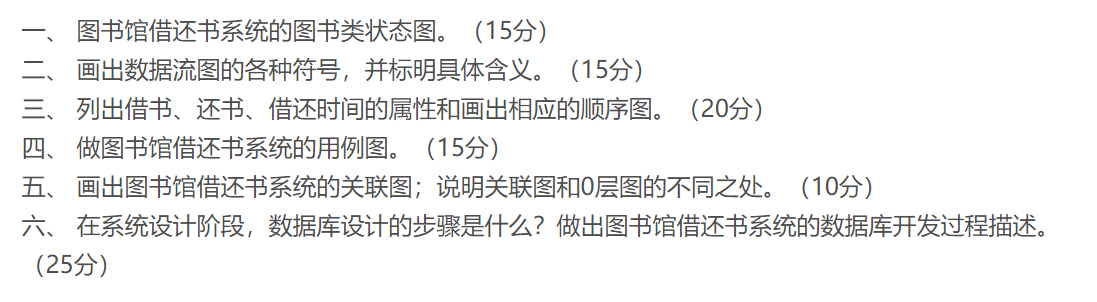 一、 图书馆借还书系统的图书类状态图。（15分）
二、 画出数据流图的各种符号，并标明具体含义。（15分）
三、 列出借书、还书、借还时间的属性和画出相应的顺序图。（20分）
四、 做图书馆借还书系统的用例图。（15分）
五、 画出图书馆借还书系统的关联图；说明关联图和0层图的不同之处。（10分）
六、 在系统设计阶段，数据库设计的步骤是什么？做出图书馆借还书系统的数据库开发过程描述。
（25分）